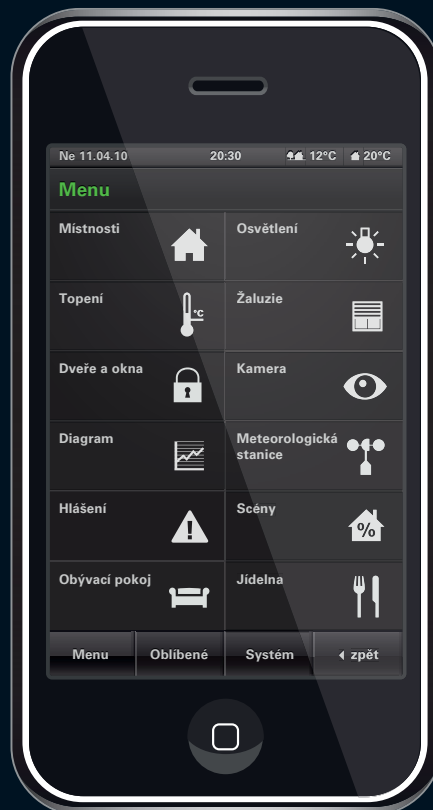 Ne 11.04.10 20:30 12°C 20°C
Menu
Místnosti
Osvětlení
Topení
°C
Žaluzie
Dveře a okna
Kamera
Diagram
Meteorologická
stanice
Hlášení
!
Scény
%
Obývací pokoj
Jídelna
Menu Oblíbené Systém zpět